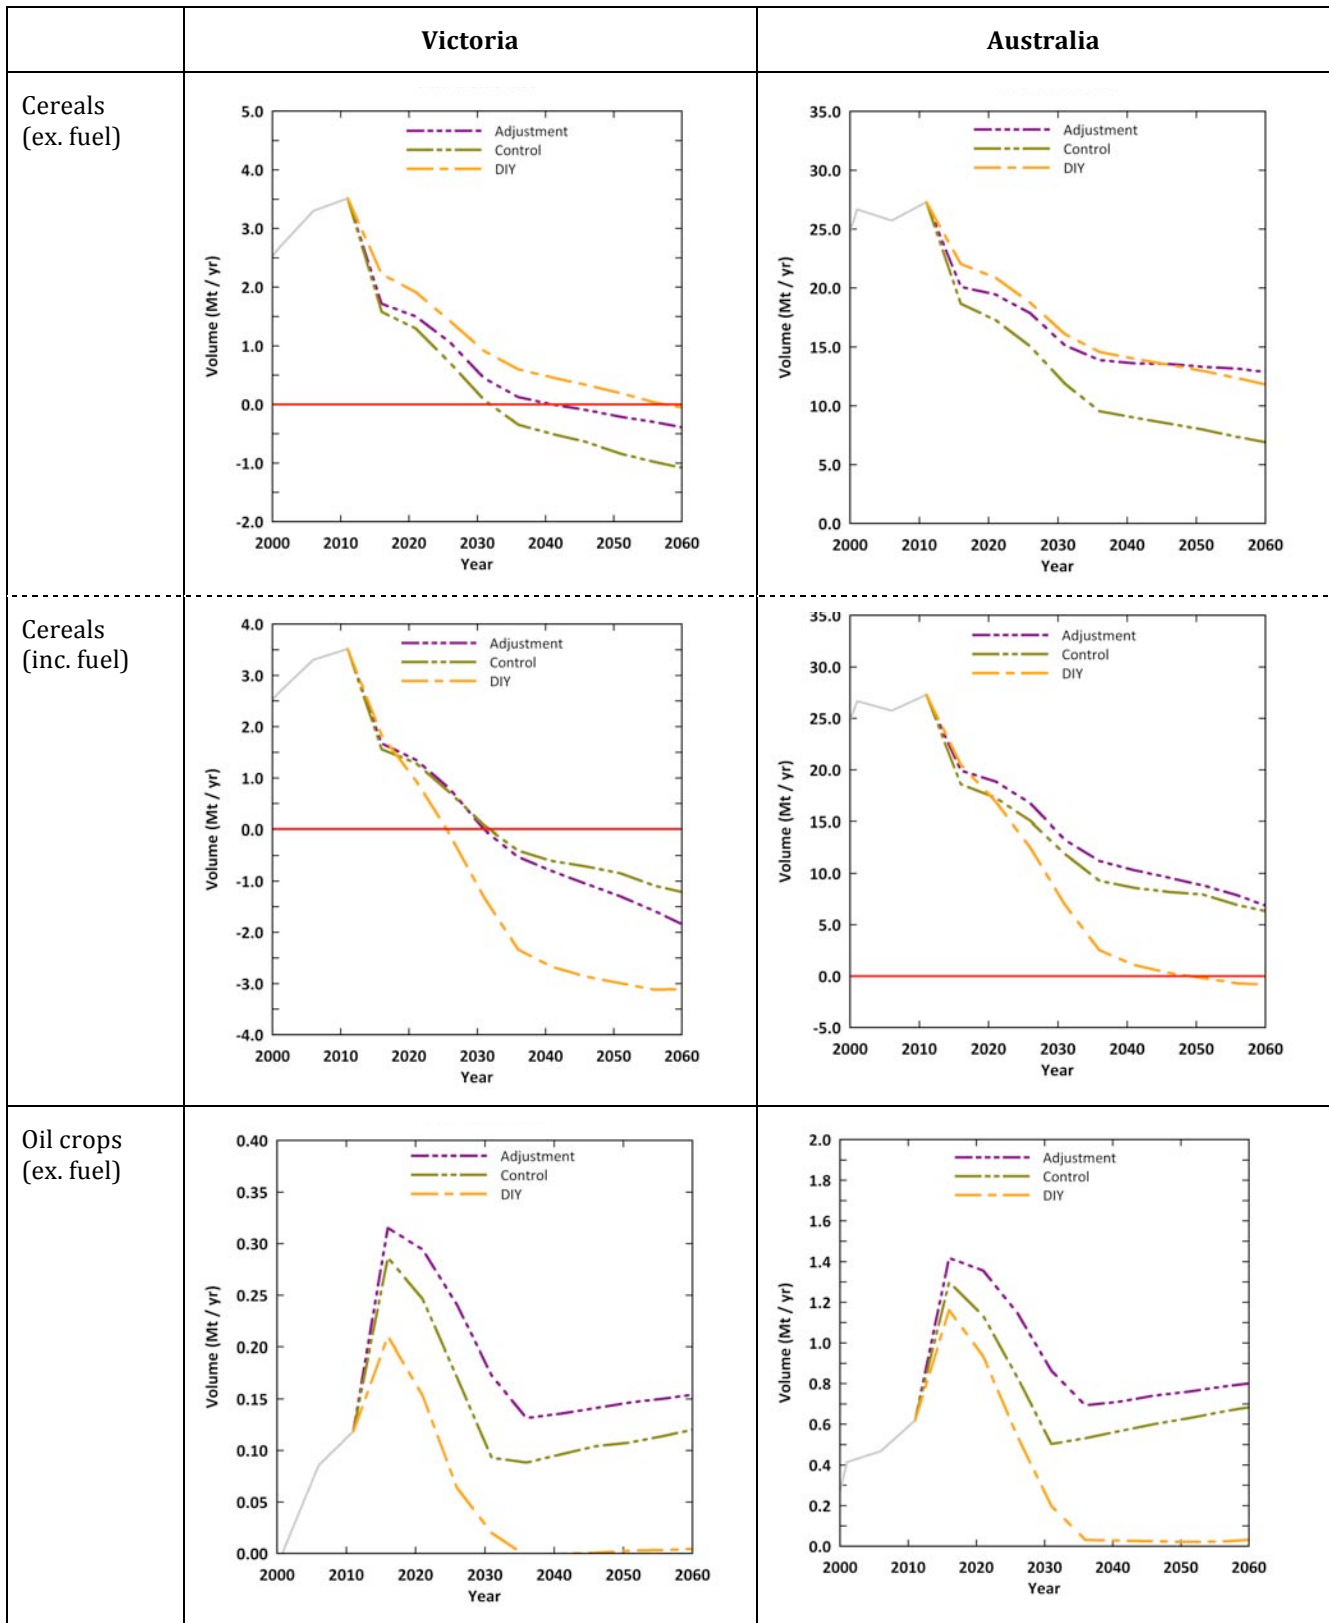 Victoria
Australia
Cereals
(ex. fuel)
5.0
4.0
3.0
2.0
1.0
0.0
-1.0
-2.0
Volume (Mt / yr)
Adjustment
Control
DIY
2000 2010 2020 2030 2040 2050 2060
Year
35.0
30.0
25.0
20.0
15.0
10.0
5.0
0.0
Volume (Mt / yr)
Adjustment
Control
DIY
2000 2010 2020 2030 2040 2050 2060
Year
Cereals
(inc. fuel)
4.0
3.0
2.0
1.0
0.0
-1.0
-2.0
-3.0
-4.0
Volume (Mt / yr)
Adjustment
Control
DIY
2000 2010 2020 2030 2040 2050 2060
Year
35.0
30.0
25.0
20.0
15.0
10.0
5.0
0.0
-5.0
Volume (Mt / yr)
Adjustment
Control
DIY
2000 2010 2020 2030 2040 2050 2060
Year
Oil crops
(ex. fuel)
0.40
0.35
0.30
0.25
0.20
0.15
0.10
0.05
0.00
Volume (Mt / yr)
Adjustment
Control
DIY
2000 2010 2020 2030 2040 2050 2060
Year
2.0
1.8
1.6
1.4
1.2
1.0
0.8
0.6
0.4
0.2
0.0
Volume (Mt / yr)
Adjustment
Control
DIY
2000 2010 2020 2030 2040 2050 2060
Year